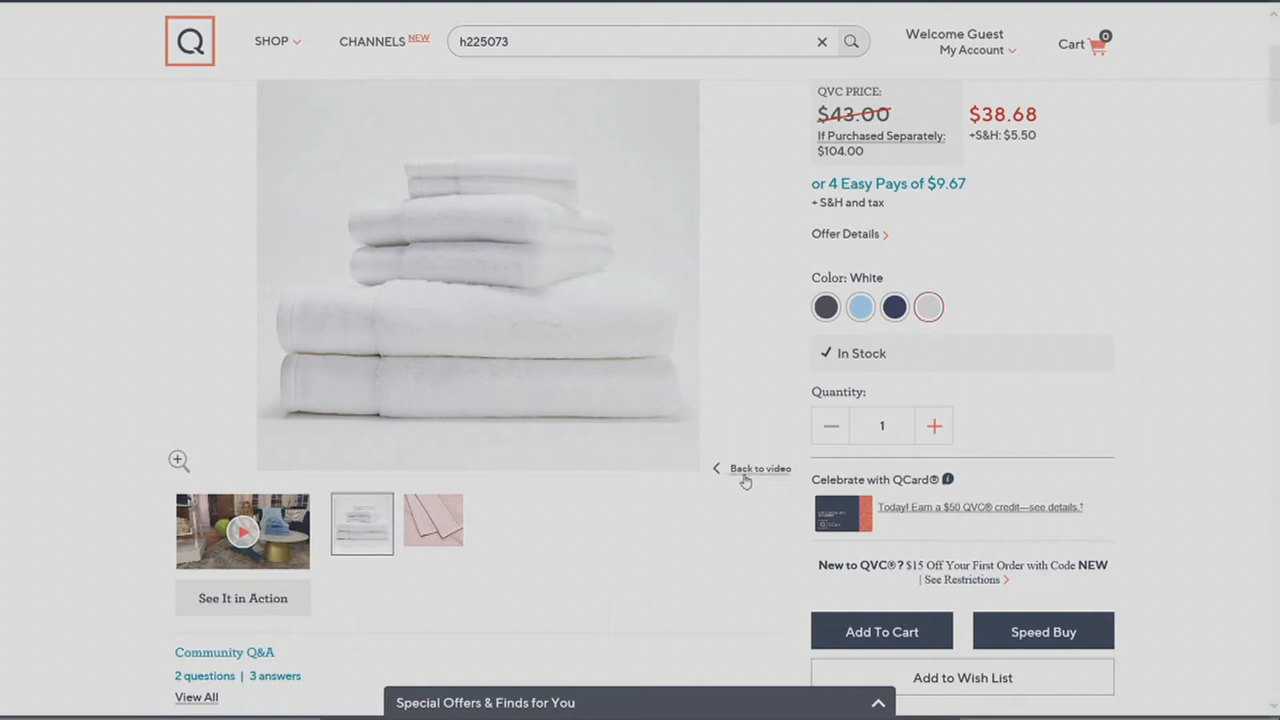 Q
SHOP
CHANNELS NEW
h225073
Welcome Guest
My Account
Cart
0
QVC PRICE:
$43.00
If Purchased Separately:
$104.00
$38.68
+S&H: $5.50
or 4 Easy Pays of $9.67
+ S&H and tax
Offer Details
Color: White
In Stock
Quantity:
1
Back to video
Celebrate with QCard®
Today! Earn a $50 QVC® credit—see details.†
New to QVC®? $15 Off Your First Order with Code NEW
| See Restrictions
See It in Action
Add To Cart
Speed Buy
Community Q&A
2 questions | 3 answers
View All
Add to Wish List
Special Offers & Finds for You